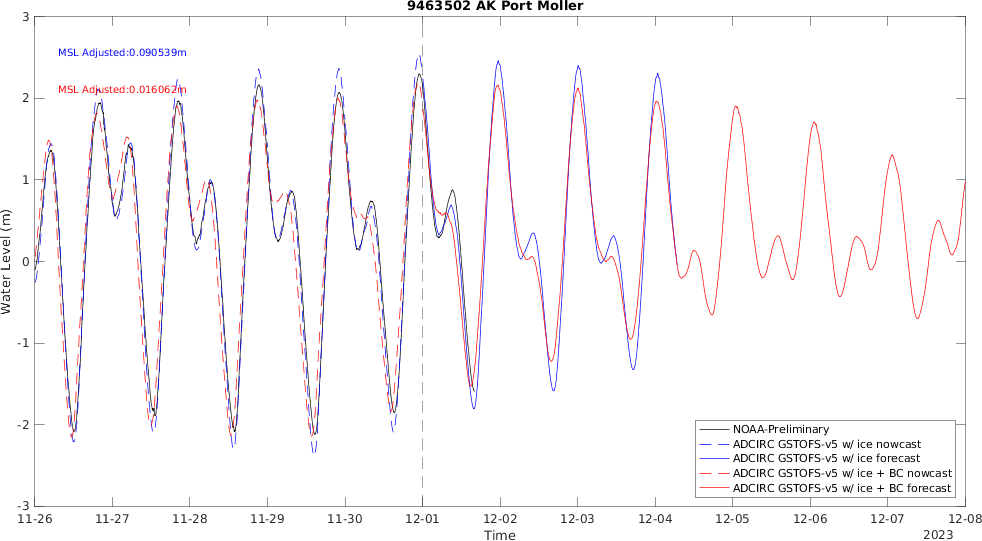 9463502 AK Port Moller
MSL Adjusted:0.090539m
MSL Adjusted:0.016062m
Water Level (m)
3
2
1
0
-1
-2
-3
NOAA-Preliminary
ADCIRC GSTOFS-v5 w/ ice nowcast
ADCIRC GSTOFS-v5 w/ ice forecast
ADCIRC GSTOFS-v5 w/ ice + BC nowcast
ADCIRC GSTOFS-v5 w/ ice + BC forecast
11-26 11-27 11-28 11-29 11-30 12-01 12-02 12-03 12-04 12-05 12-06 12-07 12-08
Time
2023